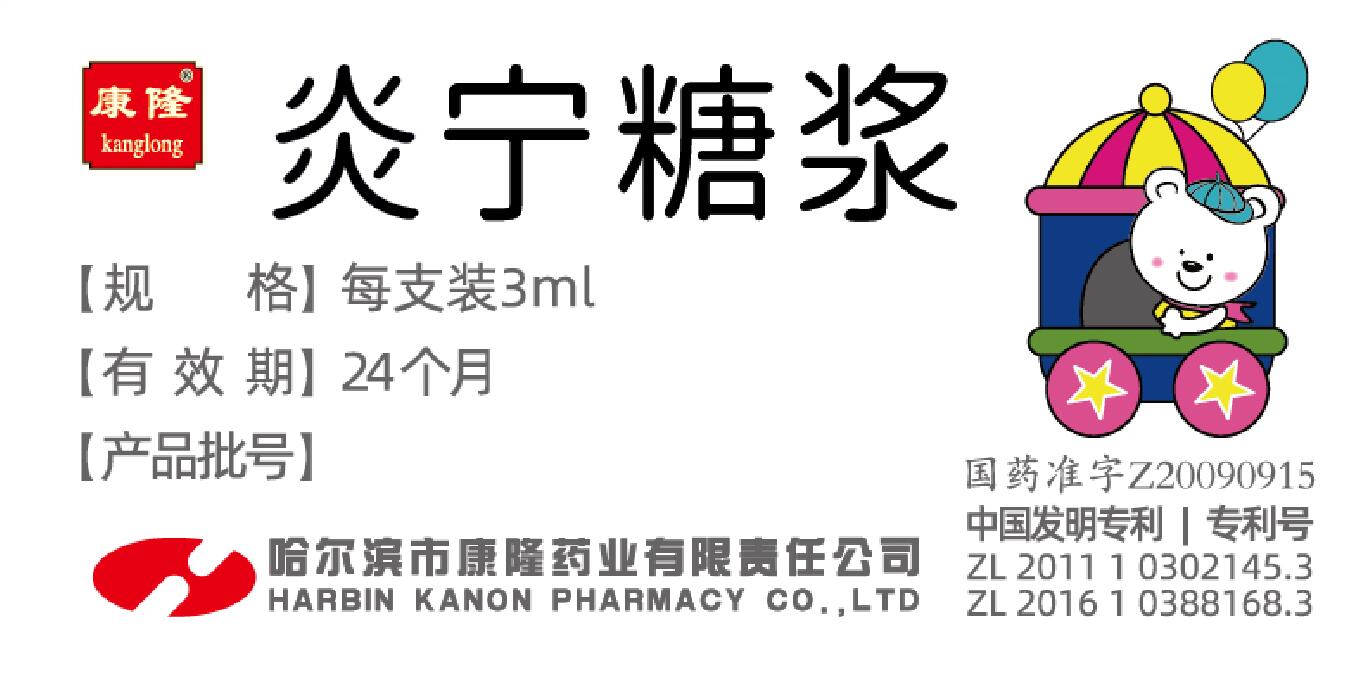 康隆®
kanglong
炎宁糖浆
【规 格】每支装3ml
【有 效 期】24个月
【产品批号】
哈尔滨市康隆药业有限责任公司
HARBIN KANON PHARMACY CO.,LTD
国药准字Z20090915
中国发明专利 | 专利号
ZL 2011 1 0302145.3
ZL 2016 1 0388168.3